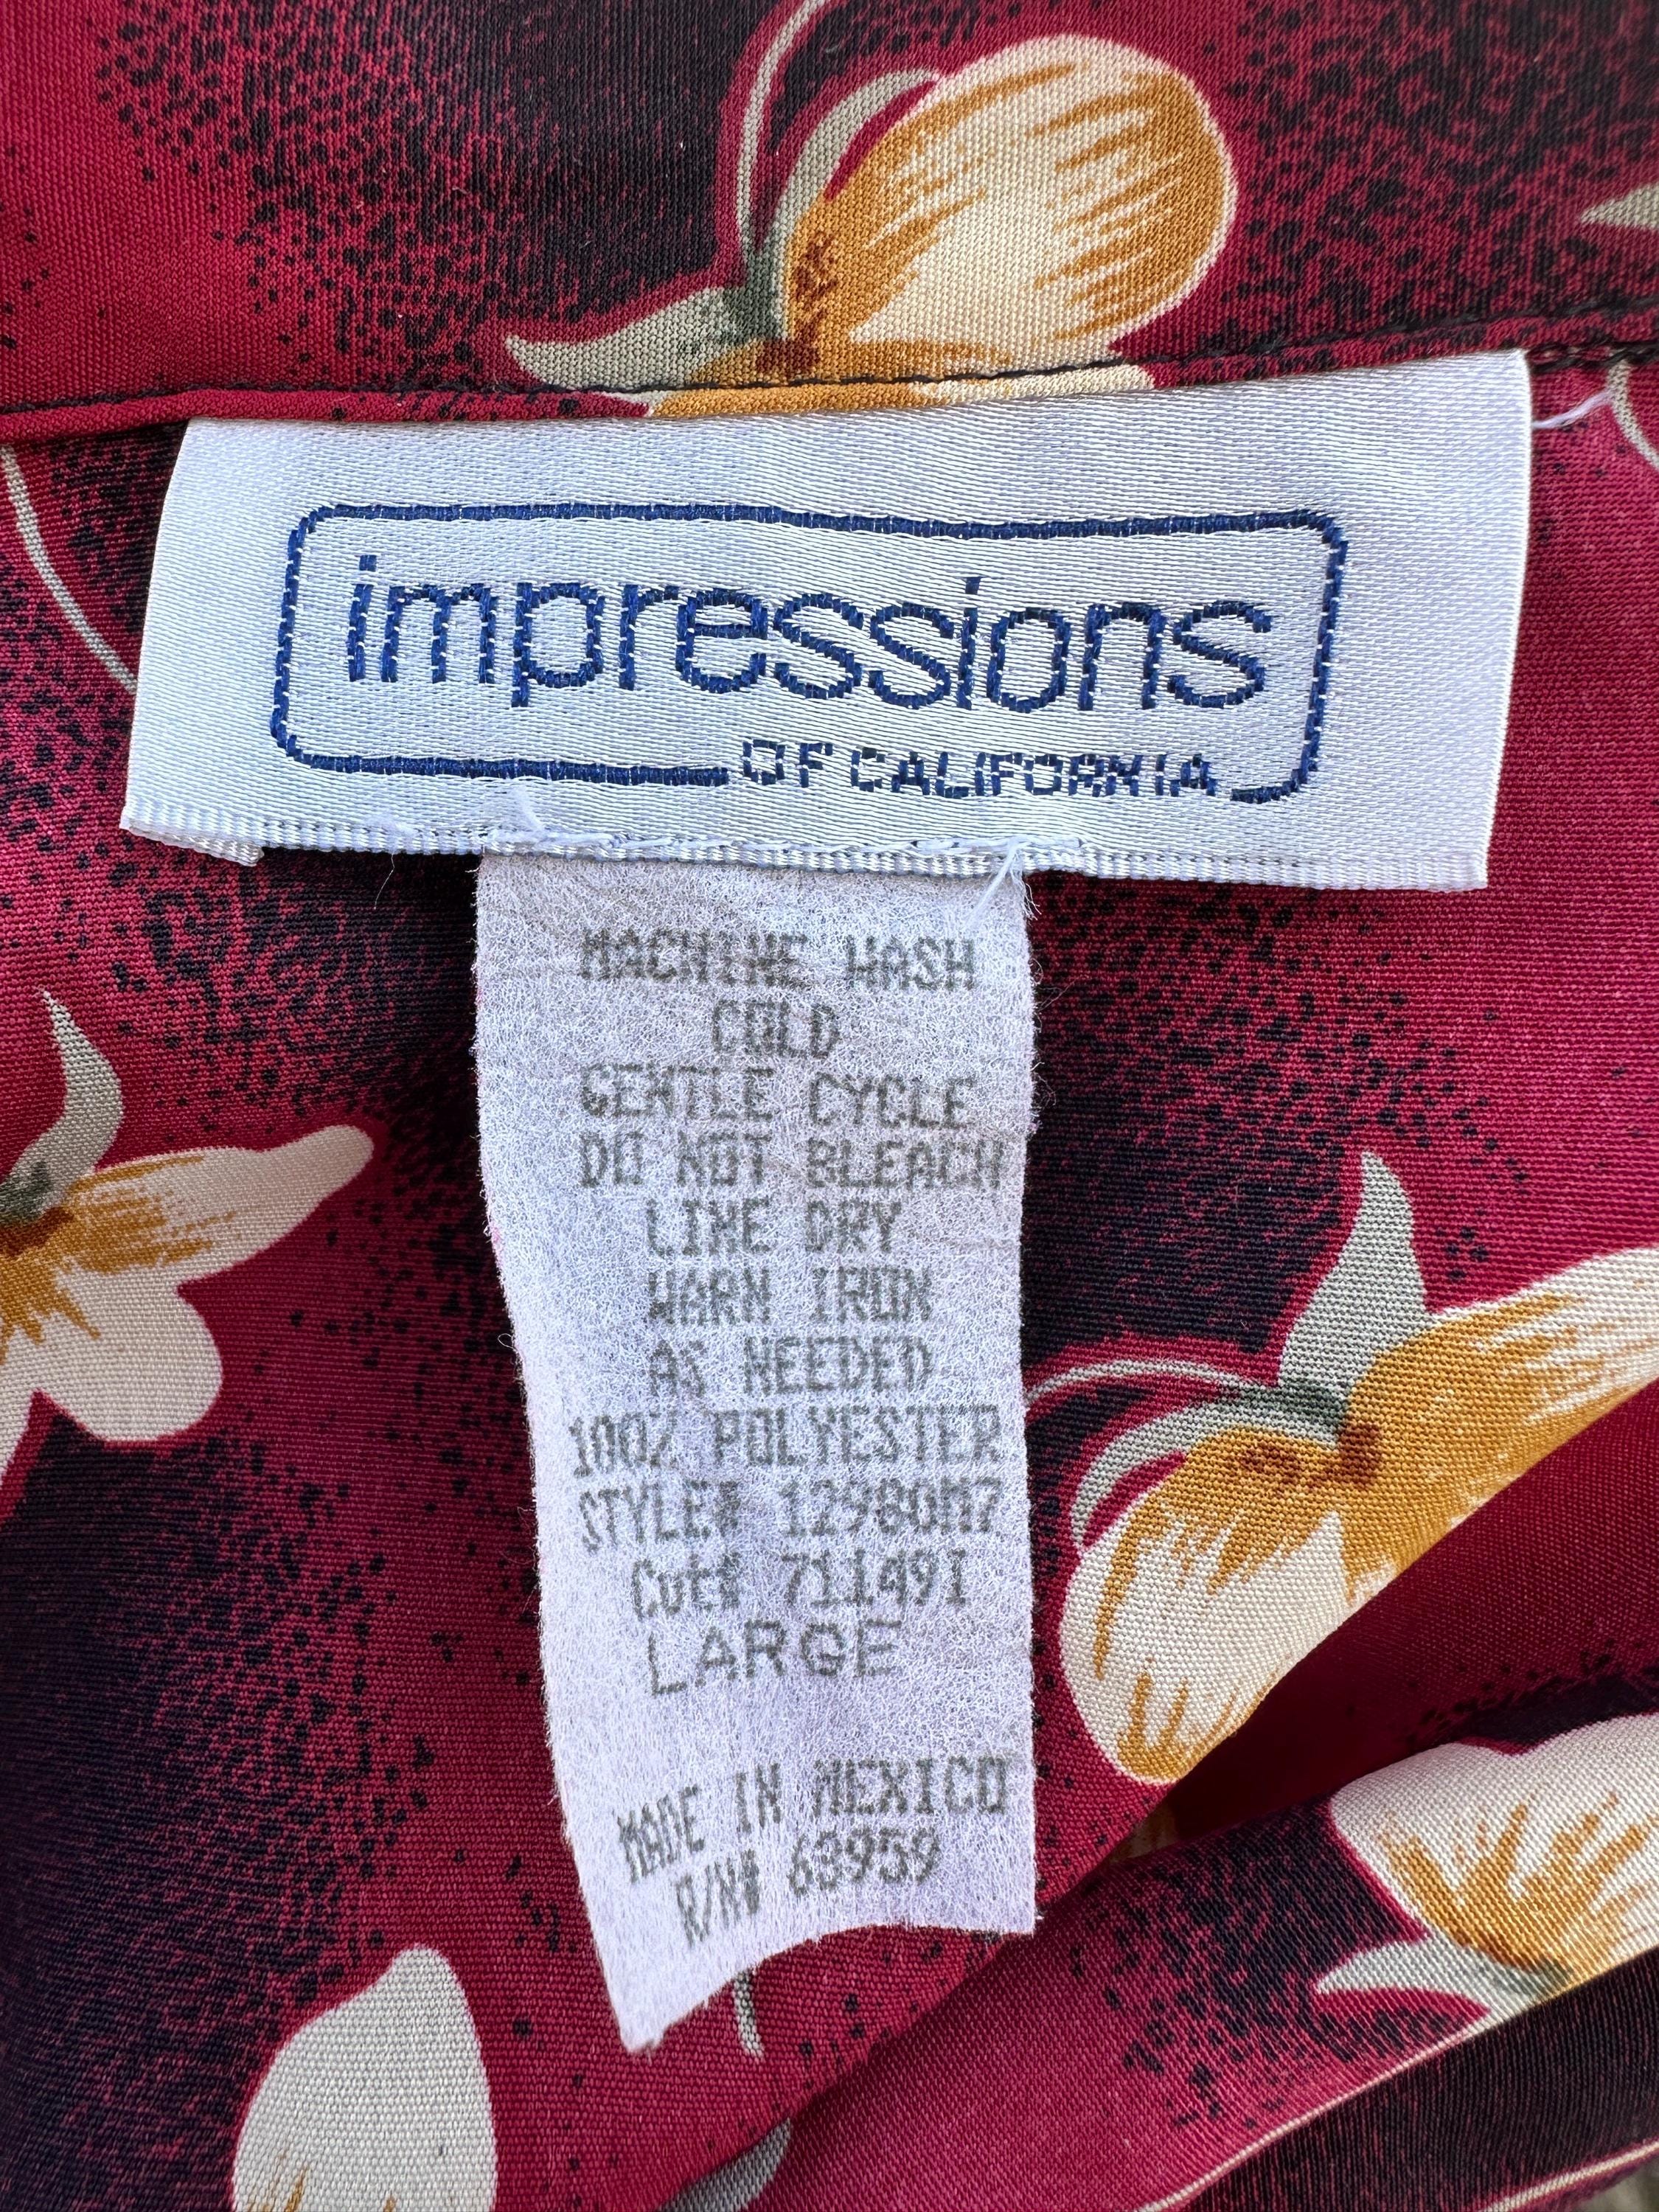 impressions
OF CALIFORNIA
MACHINE WASH
COLD
GENTLE CYCLE
DO NOT BLEACH
LINE DRY
WARM IRON
AS NEEDED
100% POLYESTER
STYLE# 12980M7
Cut# 711491
LARGE
MADE IN MEXICO
R/N# 63959